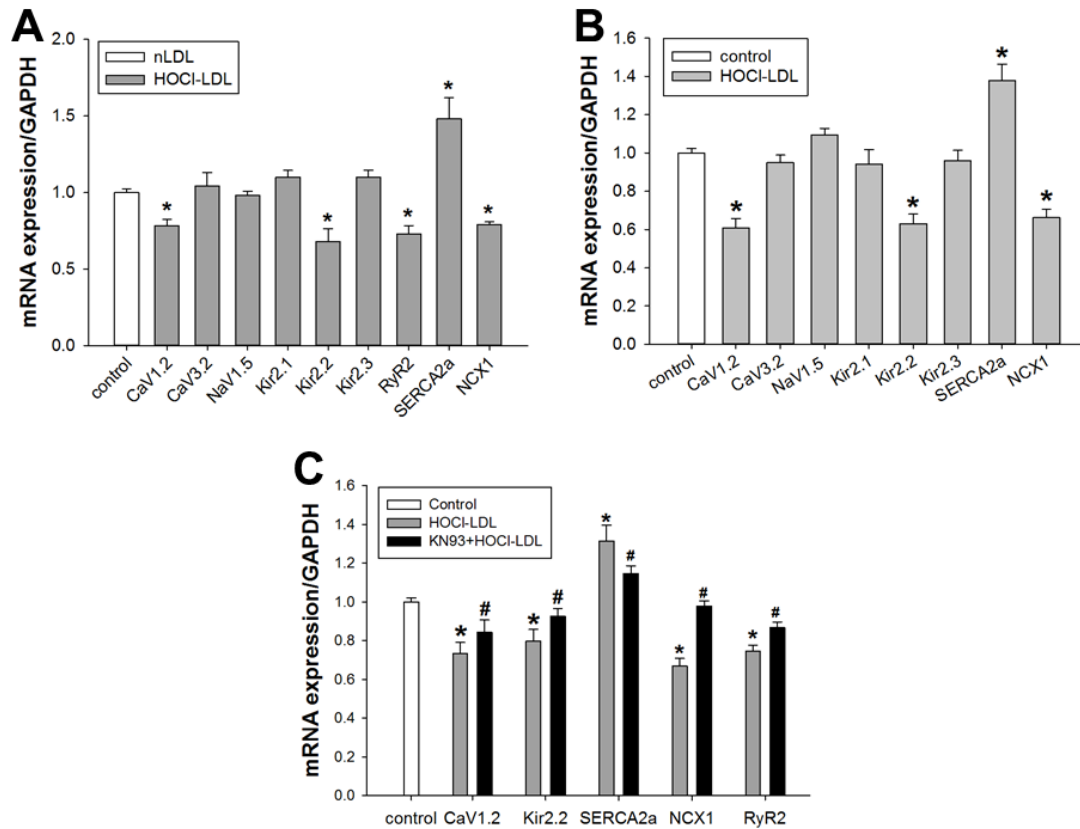 A
mRNA expression/GAPDH
2.0
1.5
1.0
0.5
0.0
nLDL
HOCl-LDL
*
*
*
*
*
control
CaV1.2
CaV3.2
NaV1.5
Kir2.1
Kir2.2
Kir2.3
RyR2
SERCA2a
NCX1
B
mRNA expression/GAPDH
1.6
1.4
1.2
1.0
0.8
0.6
0.4
0.2
0.0
control
HOCl-LDL
*
*
*
*
control
CaV1.2
CaV3.2
NaV1.5
Kir2.1
Kir2.2
Kir2.3
SERCA2a
NCX1
C
mRNA expression/GAPDH
1.6
1.4
1.2
1.0
0.8
0.6
0.4
0.2
0.0
Control
HOCl-LDL
KN93+HOCl-LDL
* #
* #
* #
* #
* #
control CaV1.2 Kir2.2 SERCA2a NCX1 RyR2